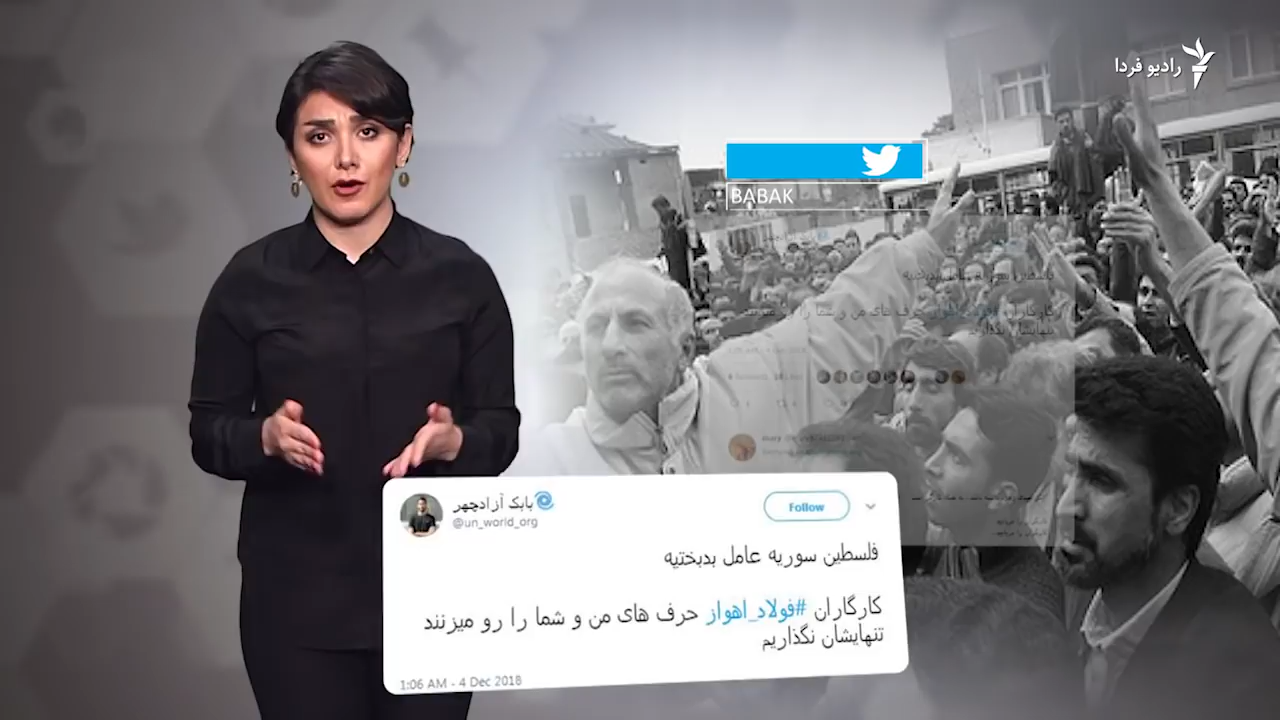 رادیو فردا
BABAK
بابک آزادچهر
@un_world_org
Follow
فلسطین سوریه عامل بدبختیه
کارگاران #فولاد_اهواز حرف های من و شما را رو میزنند
تنهایشان نگذاریم
1:06 AM - 4 Dec 2018